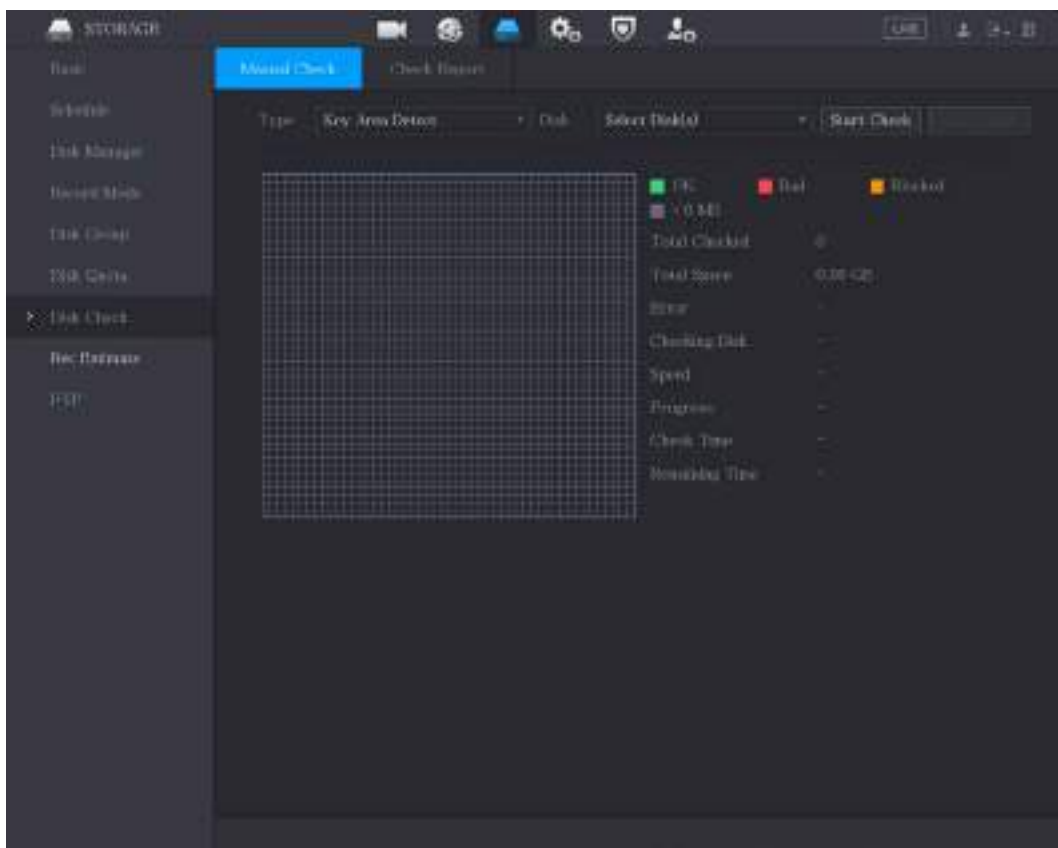 STORAGE
LIVE
Basic
Schedule
Disk Manager
Record Mode
Disk Group
Disk Quota
Disk Check
Rec Estimate
FTP
Manual Check
Check Report
Type Key Area Detect Disk Select Disk(s) Start Check
OK Bad Blocked
Total Checked 0
Total Space 0.00 GB
Error -
Checking Disk -
Speed -
Progress -
Check Time -
Remaining Time -